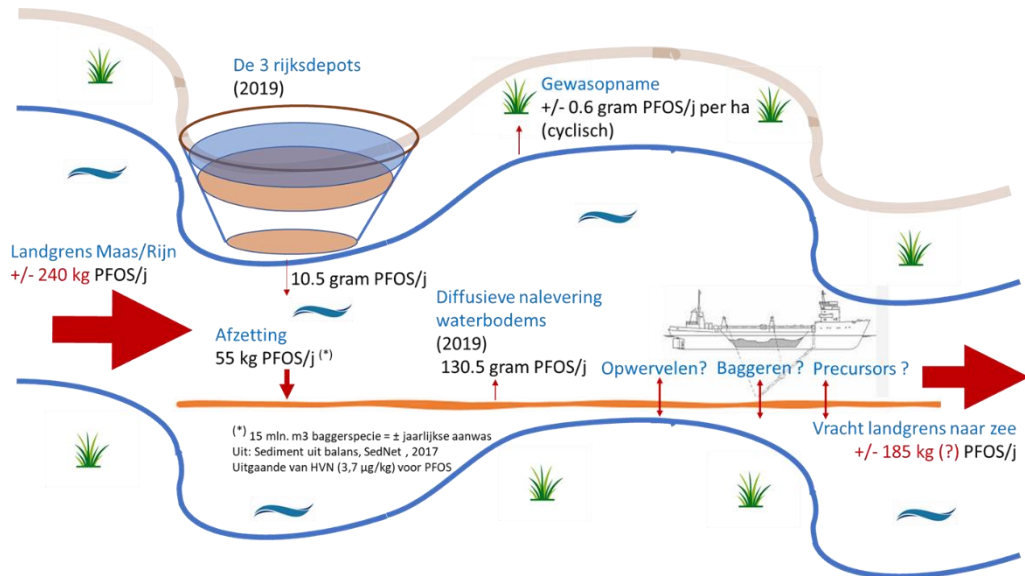 De 3 rijksdepots
(2019)
Gewasopname
+/- 0.6 gram PFOS/j per ha
(cyclisch)
Landgrens Maas/Rijn
+/- 240 kg PFOS/j
10.5 gram PFOS/j
Afzetting
55 kg PFOS/j (*)
Diffusieve nalevering
waterbodems
(2019)
130.5 gram PFOS/j
Opwervelen?
Baggeren ?
Precursors ?
(*) 15 mln. m3 baggerspecie = ± jaarlijkse aanwas
Uit: Sediment uit balans, SedNet , 2017
Uitgaande van HVN (3,7 µg/kg) voor PFOS
Vracht landgrens naar zee
+/- 185 kg (?) PFOS/j